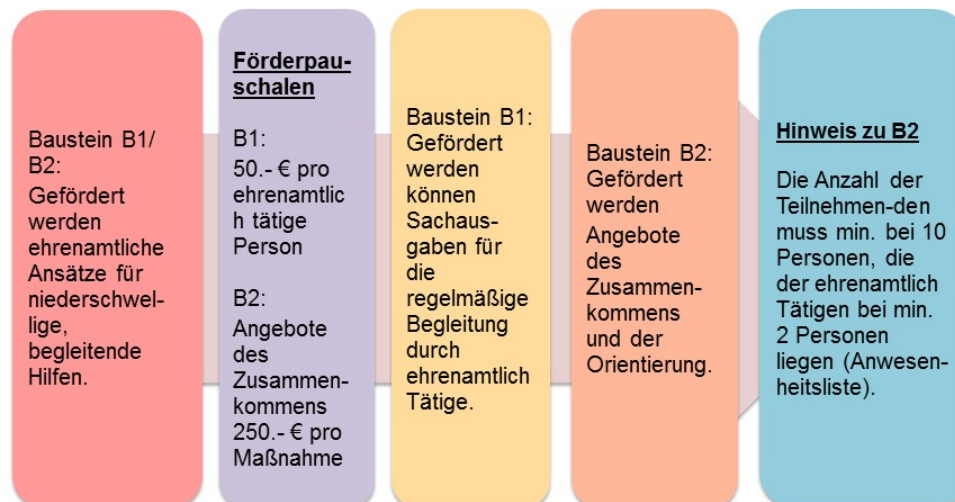 Baustein B1/
B2:
Gefördert
werden
ehrenamtliche
Ansätze für
niederschwel-
lige,
begleitende
Hilfen.
Förderpau-
schalen
B1:
50.- € pro
ehrenamtlic
h tätige
Person
B2:
Angebote
des
Zusammen-
kommens
250.- € pro
Maßnahme
Baustein B1:
Gefördert
werden
können
Sachaus-
gaben für
die
regelmäßige
Begleitung
durch
ehrenamtlich
Tätige.
Baustein B2:
Gefördert
werden
Angebote
des
Zusammen-
kommens
und der
Orientierung.
Hinweis zu B2
Die Anzahl der
Teilnehmen-den
muss min. bei 10
Personen, die
der ehrenamtlich
Tätigen bei min.
2 Personen
liegen (Anwesen-
heitsliste).